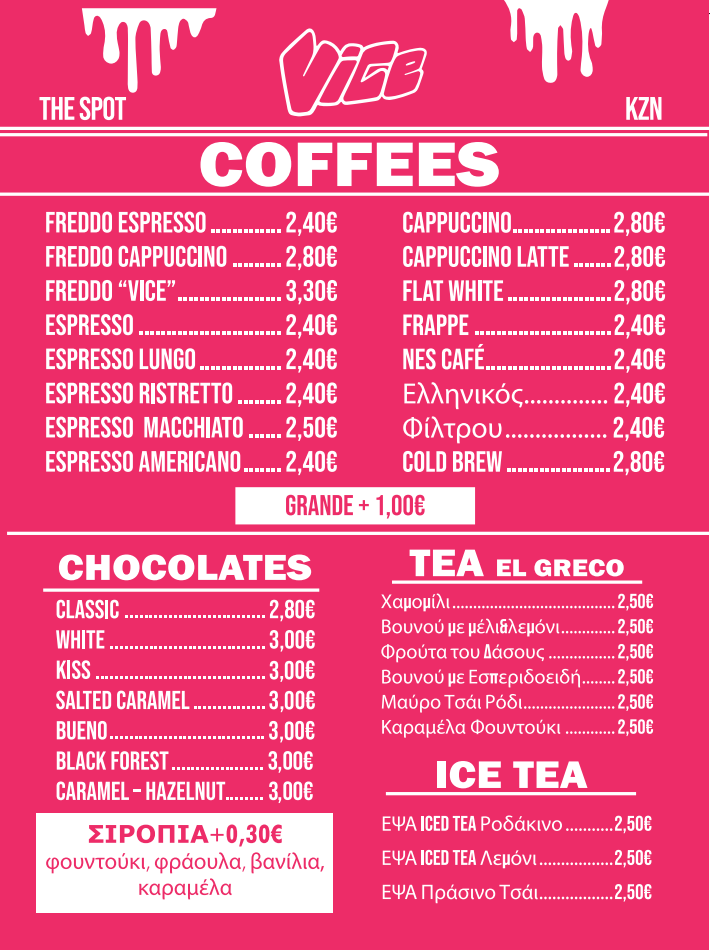 Vice
THE SPOT
KZN
COFFEES
FREDDO ESPRESSO ............. 2,40€
FREDDO CAPPUCCINO ......... 2,80€
FREDDO “VICE” ................... 3,30€
ESPRESSO .......................... 2,40€
ESPRESSO LUNGO ............... 2,40€
ESPRESSO RISTRETTO ........ 2,40€
ESPRESSO MACCHIATO ...... 2,50€
ESPRESSO AMERICANO ....... 2,40€
CAPPUCCINO .................. 2,80€
CAPPUCCINO LATTE ....... 2,80€
FLAT WHITE ................... 2,80€
FRAPPE ......................... 2,40€
NES CAFÉ ....................... 2,40€
Ελληνικός.............. 2,40€
Φίλτρου................. 2,40€
COLD BREW ................... 2,80€
GRANDE + 1,00€
CHOCOLATES
CLASSIC ............................. 2,80€
WHITE ................................ 3,00€
KISS ................................... 3,00€
SALTED CARAMEL ............... 3,00€
BUENO ................................ 3,00€
BLACK FOREST ................... 3,00€
CARAMEL – HAZELNUT ........ 3,00€
ΣΙΡΟΠΙΑ+0,30€
φουντούκι, φράουλα, βανίλια,
καραμέλα
TEA EL GRECO
Χαμομίλι....................................... 2,50€
Βουνού με μέλι&λεμόνι............. 2,50€
Φρούτα του Δάσους ................ 2,50€
Βουνού με Εσπεριδοειδή........ 2,50€
Μαύρο Τσάι Ρόδι...................... 2,50€
Καραμέλα Φουντούκι ............ 2,50€
ICE TEA
ΕΨΑ ICED TEA Ροδάκινο...........2,50€
ΕΨΑ ICED TEA Λεμόνι.................2,50€
ΕΨΑ Πράσινο Τσάι.................2,50€